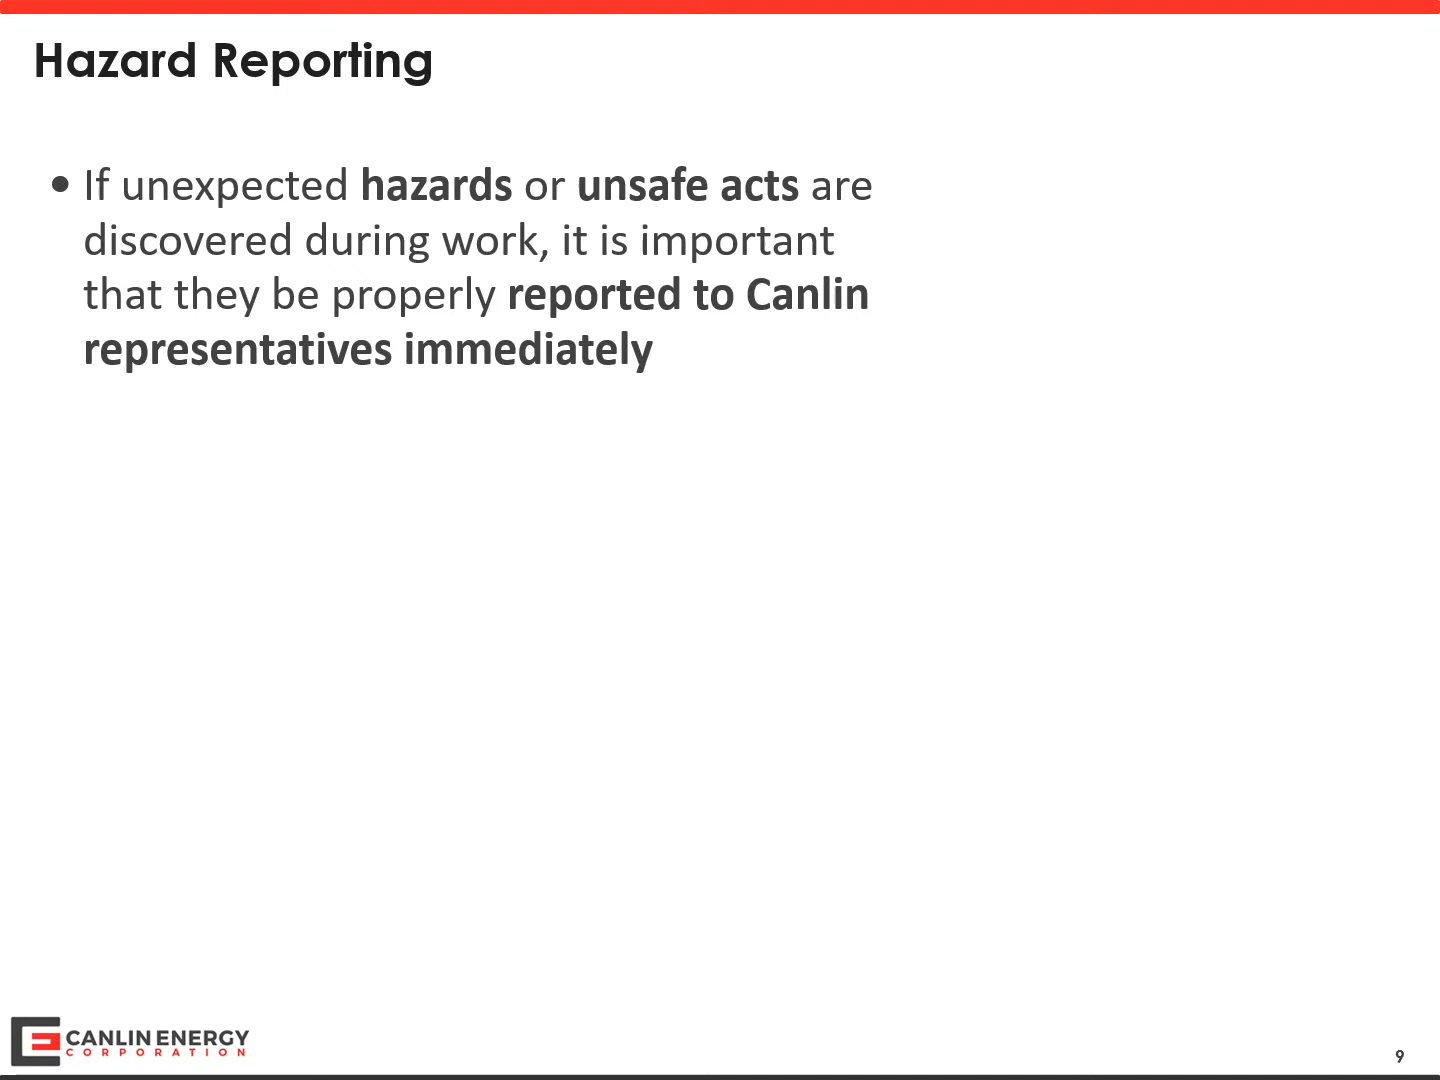 Hazard Reporting
• If unexpected hazards or unsafe acts are
discovered during work, it is important
that they be properly reported to Canlin
representatives immediately
CANLIN ENERGY
CORPORATION
9